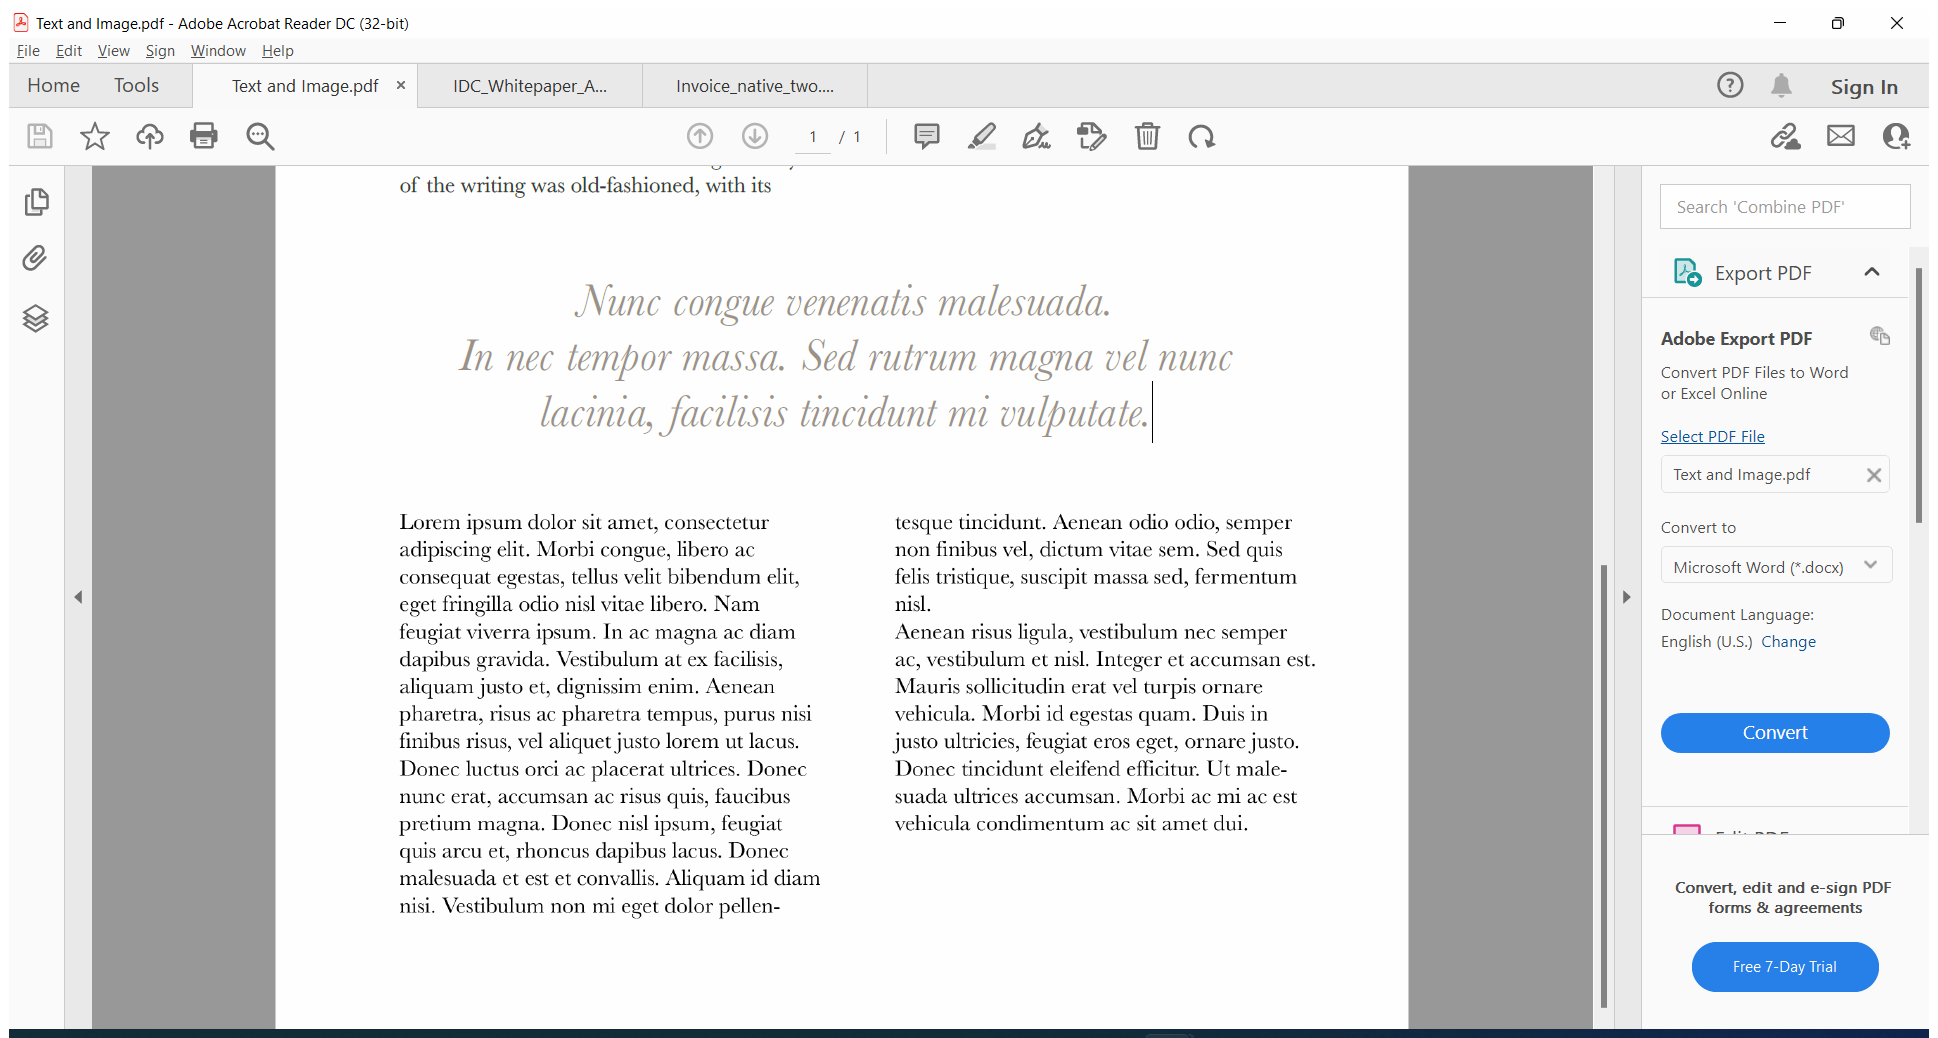 Text and Image.pdf - Adobe Acrobat Reader DC (32-bit)
File Edit View Sign Window Help
Home Tools Text and Image.pdf IDC_Whitepaper_A... Invoice_native_two.... Sign In
1 / 1
of the writing was old-fashioned, with its
Nunc congue venenatis malesuada.
In nec tempor massa. Sed rutrum magna vel nunc
lacinia, facilisis tincidunt mi vulputate.
Lorem ipsum dolor sit amet, consectetur
adipiscing elit. Morbi congue, libero ac
consequat egestas, tellus velit bibendum elit,
eget fringilla odio nisl vitae libero. Nam
feugiat viverra ipsum. In ac magna ac diam
dapibus gravida. Vestibulum at ex facilisis,
aliquam justo et, dignissim enim. Aenean
pharetra, risus ac pharetra tempus, purus nisi
finibus risus, vel aliquet justo lorem ut lacus.
Donec luctus orci ac placerat ultrices. Donec
nunc erat, accumsan ac risus quis, faucibus
pretium magna. Donec nisl ipsum, feugiat
quis arcu et, rhoncus dapibus lacus. Donec
malesuada et est et convallis. Aliquam id diam
nisi. Vestibulum non mi eget dolor pellen-
tesque tincidunt. Aenean odio odio, semper
non finibus vel, dictum vitae sem. Sed quis
felis tristique, suscipit massa sed, fermentum
nisl.
Aenean risus ligula, vestibulum nec semper
ac, vestibulum et nisl. Integer et accumsan est.
Mauris sollicitudin erat vel turpis ornare
vehicula. Morbi id egestas quam. Duis in
justo ultricies, feugiat eros eget, ornare justo.
Donec tincidunt eleifend efficitur. Ut male-
suada ultrices accumsan. Morbi ac mi ac est
vehicula condimentum ac sit amet dui.
Search 'Combine PDF'
Export PDF
Adobe Export PDF
Convert PDF Files to Word
or Excel Online
Select PDF File
Text and Image.pdf
Convert to
Microsoft Word (*.docx)
Document Language:
English (U.S.) Change
Convert
Edit PDF
Convert, edit and e-sign PDF
forms & agreements
Free 7-Day Trial